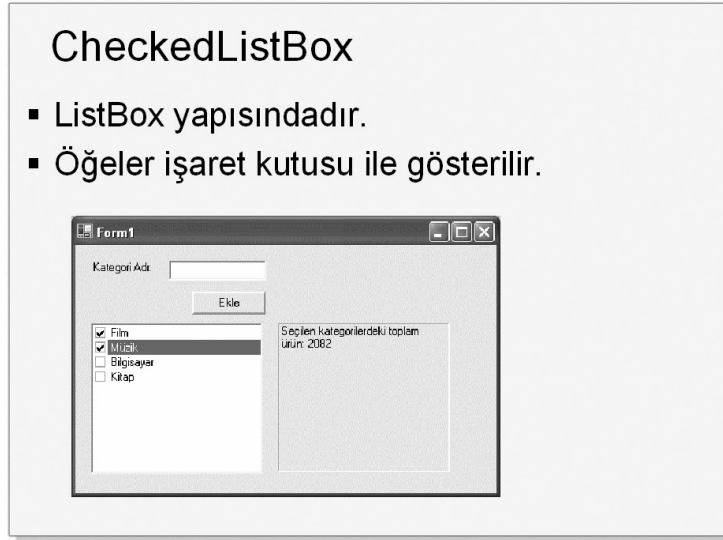 CheckedListBox
▪ ListBox yapısındadır.
▪ Öğeler işaret kutusu ile gösterilir.
Form1
Kategori Adı:
Ekle
Film
Müzik
Bilgisayar
Kitap
Seçilen kategorilerdeki toplam
ürün: 2082